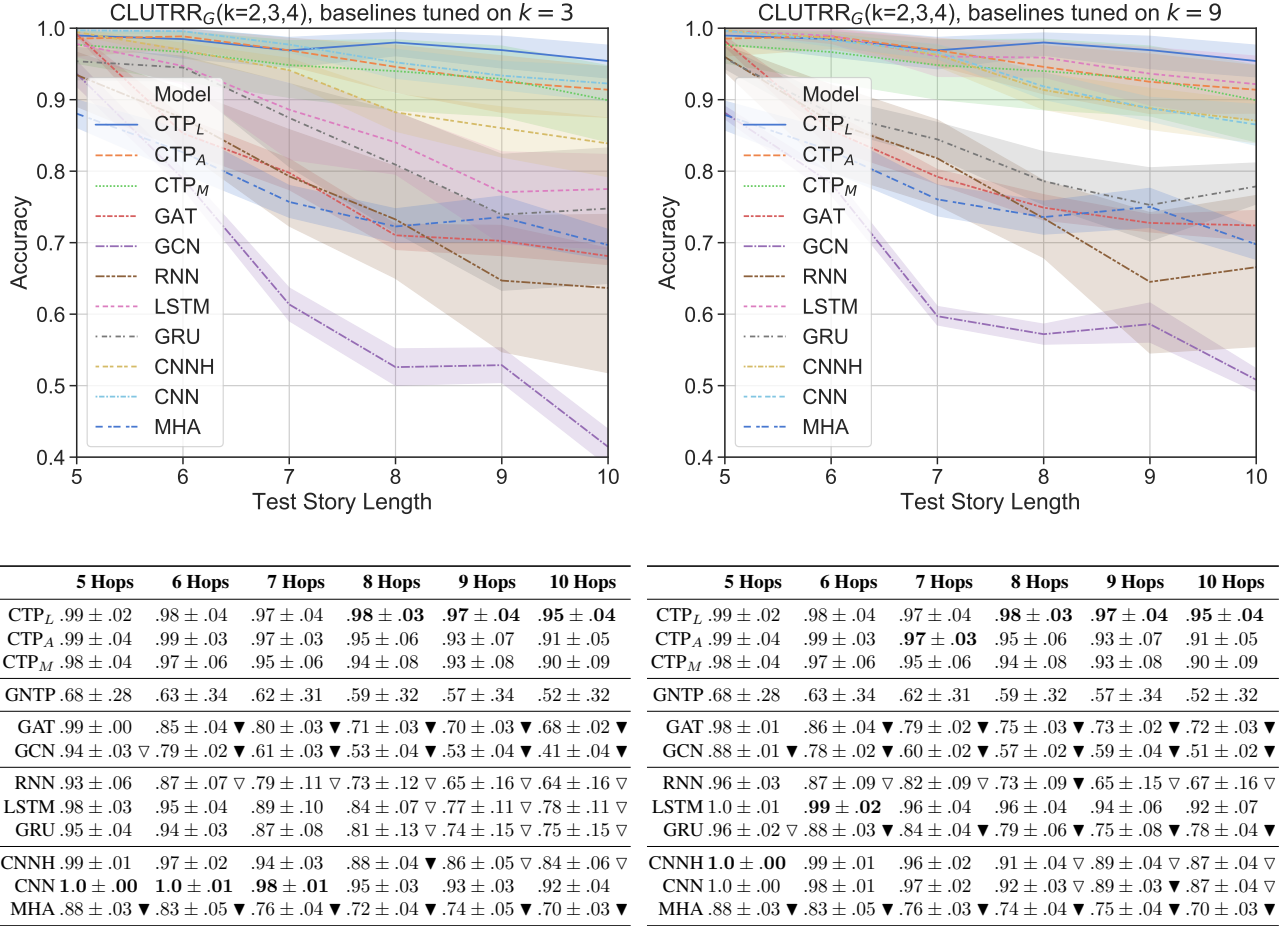 CLUTRR_G(k=2,3,4), baselines tuned on k = 3
1.0
0.9
0.8
0.7
0.6
0.5
0.4
Accuracy
Model
CTP_L
CTP_A
CTP_M
GAT
GCN
RNN
LSTM
GRU
CNNH
CNN
MHA
5 6 7 8 9 10
Test Story Length
CLUTRR_G(k=2,3,4), baselines tuned on k = 9
1.0
0.9
0.8
0.7
0.6
0.5
0.4
Accuracy
Model
CTP_L
CTP_A
CTP_M
GAT
GCN
RNN
LSTM
GRU
CNNH
CNN
MHA
5 6 7 8 9 10
Test Story Length
5 Hops 6 Hops 7 Hops 8 Hops 9 Hops 10 Hops
CTP_L .99 ± .02 .98 ± .04 .97 ± .04 .98 ± .03 .97 ± .04 .95 ± .04
CTP_A .99 ± .04 .99 ± .03 .97 ± .03 .95 ± .06 .93 ± .07 .91 ± .05
CTP_M .98 ± .04 .97 ± .06 .95 ± .06 .94 ± .08 .93 ± .08 .90 ± .09
GNTP .68 ± .28 .63 ± .34 .62 ± .31 .59 ± .32 .57 ± .34 .52 ± .32
GAT .99 ± .00 .85 ± .04 ▼ .80 ± .03 ▼ .71 ± .03 ▼ .70 ± .03 ▼ .68 ± .02 ▼
GCN .94 ± .03 ▽ .79 ± .02 ▼ .61 ± .03 ▼ .53 ± .04 ▼ .53 ± .04 ▼ .41 ± .04 ▼
RNN .93 ± .06 .87 ± .07 ▽ .79 ± .11 ▽ .73 ± .12 ▽ .65 ± .16 ▽ .64 ± .16 ▽
LSTM .98 ± .03 .95 ± .04 .89 ± .10 .84 ± .07 ▽ .77 ± .11 ▽ .78 ± .11 ▽
GRU .95 ± .04 .94 ± .03 .87 ± .08 .81 ± .13 ▽ .74 ± .15 ▽ .75 ± .15 ▽
CNNH .99 ± .01 .97 ± .02 .94 ± .03 .88 ± .04 ▼ .86 ± .05 ▽ .84 ± .06 ▽
CNN 1.0 ± .00 1.0 ± .01 .98 ± .01 .95 ± .03 .93 ± .03 .92 ± .04
MHA .88 ± .03 ▼ .83 ± .05 ▼ .76 ± .04 ▼ .72 ± .04 ▼ .74 ± .05 ▼ .70 ± .03 ▼
5 Hops 6 Hops 7 Hops 8 Hops 9 Hops 10 Hops
CTP_L .99 ± .02 .98 ± .04 .97 ± .04 .98 ± .03 .97 ± .04 .95 ± .04
CTP_A .99 ± .04 .99 ± .03 .97 ± .03 .95 ± .06 .93 ± .07 .91 ± .05
CTP_M .98 ± .04 .97 ± .06 .95 ± .06 .94 ± .08 .93 ± .08 .90 ± .09
GNTP .68 ± .28 .63 ± .34 .62 ± .31 .59 ± .32 .57 ± .34 .52 ± .32
GAT .98 ± .01 .86 ± .04 ▼ .79 ± .02 ▼ .75 ± .03 ▼ .73 ± .02 ▼ .72 ± .03 ▼
GCN .88 ± .01 ▼ .78 ± .02 ▼ .60 ± .02 ▼ .57 ± .02 ▼ .59 ± .04 ▼ .51 ± .02 ▼
RNN .96 ± .03 .87 ± .09 ▽ .82 ± .09 ▽ .73 ± .09 ▼ .65 ± .15 ▽ .67 ± .16 ▽
LSTM 1.0 ± .01 .99 ± .02 .96 ± .04 .96 ± .04 .94 ± .06 .92 ± .07
GRU .96 ± .02 ▽ .88 ± .03 ▼ .84 ± .04 ▼ .79 ± .06 ▼ .75 ± .08 ▼ .78 ± .04 ▼
CNNH 1.0 ± .00 .99 ± .01 .96 ± .02 .91 ± .04 ▽ .89 ± .04 ▽ .87 ± .04 ▽
CNN 1.0 ± .00 .98 ± .01 .97 ± .02 .92 ± .03 ▽ .89 ± .03 ▼ .87 ± .04 ▽
MHA .88 ± .03 ▼ .83 ± .05 ▼ .76 ± .03 ▼ .74 ± .04 ▼ .75 ± .04 ▼ .70 ± .03 ▼